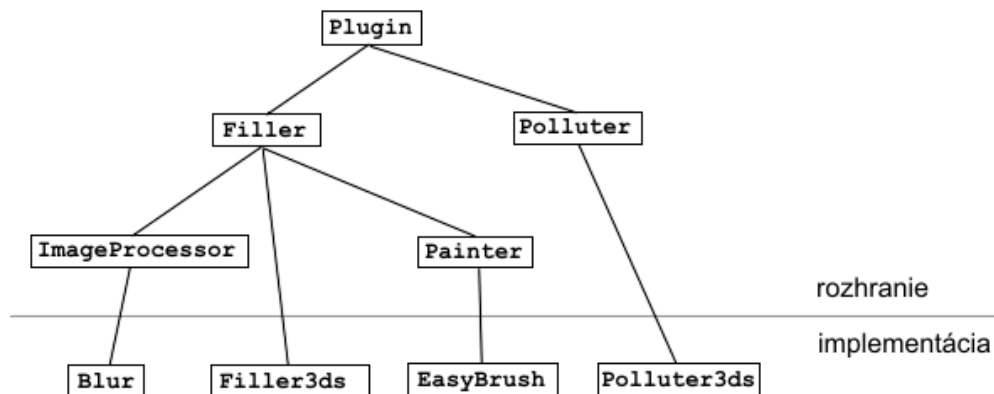 Plugin
Filler
Polluter
ImageProcessor
Painter
rozhranie
implementácia
Blur
Filler3ds
EasyBrush
Polluter3ds